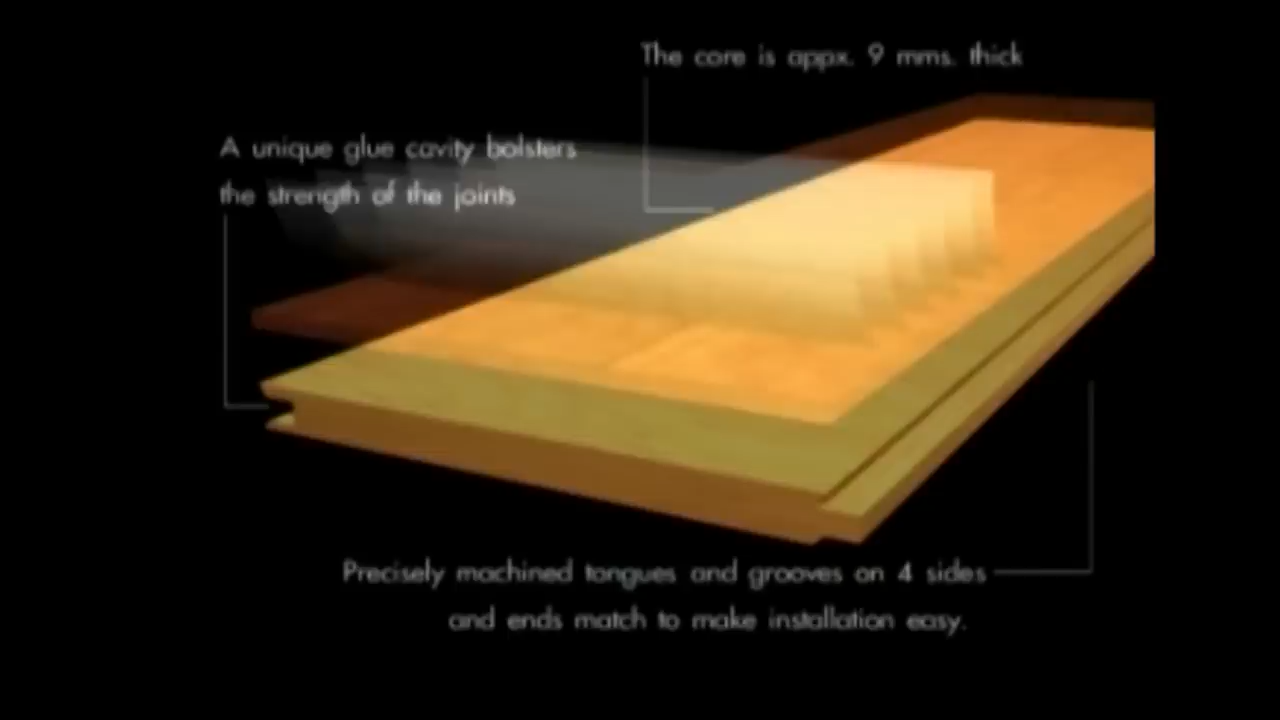 The core is appx. 9 mms. thick
A unique glue cavity bolsters
the strength of the joints
Precisely machined tongues and grooves on 4 sides
and ends match to make installation easy.